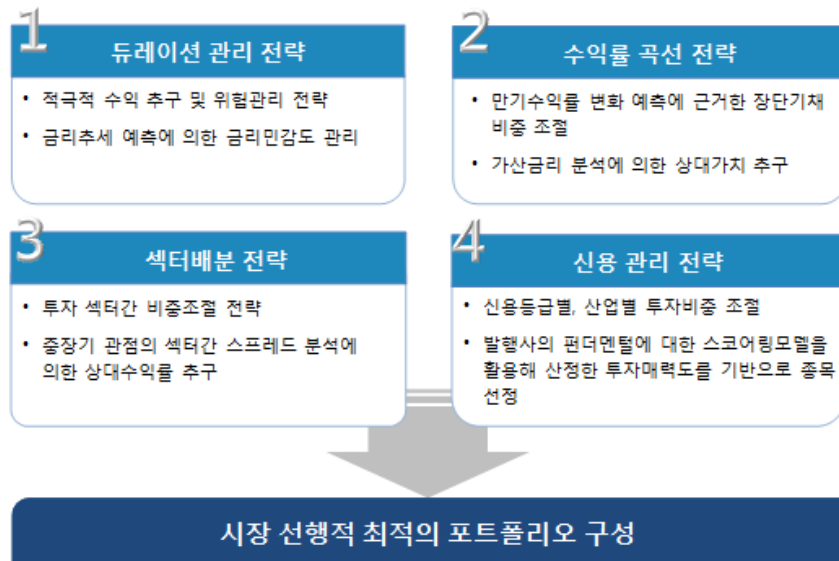 1
듀레이션 관리 전략
• 적극적 수익 추구 및 위험관리 전략
• 금리추세 예측에 의한 금리민감도 관리
2
수익률 곡선 전략
• 만기수익률 변화 예측에 근거한 장단기채
비중 조절
• 가산금리 분석에 의한 상대가치 추구
3
섹터배분 전략
• 투자 섹터간 비중조절 전략
• 중장기 관점의 섹터간 스프레드 분석에
의한 상대수익률 추구
4
신용 관리 전략
• 신용등급별, 산업별 투자비중 조절
• 발행사의 펀더멘털에 대한 스코어링모델을
활용해 산정한 투자매력도를 기반으로 종목
선정
시장 선행적 최적의 포트폴리오 구성